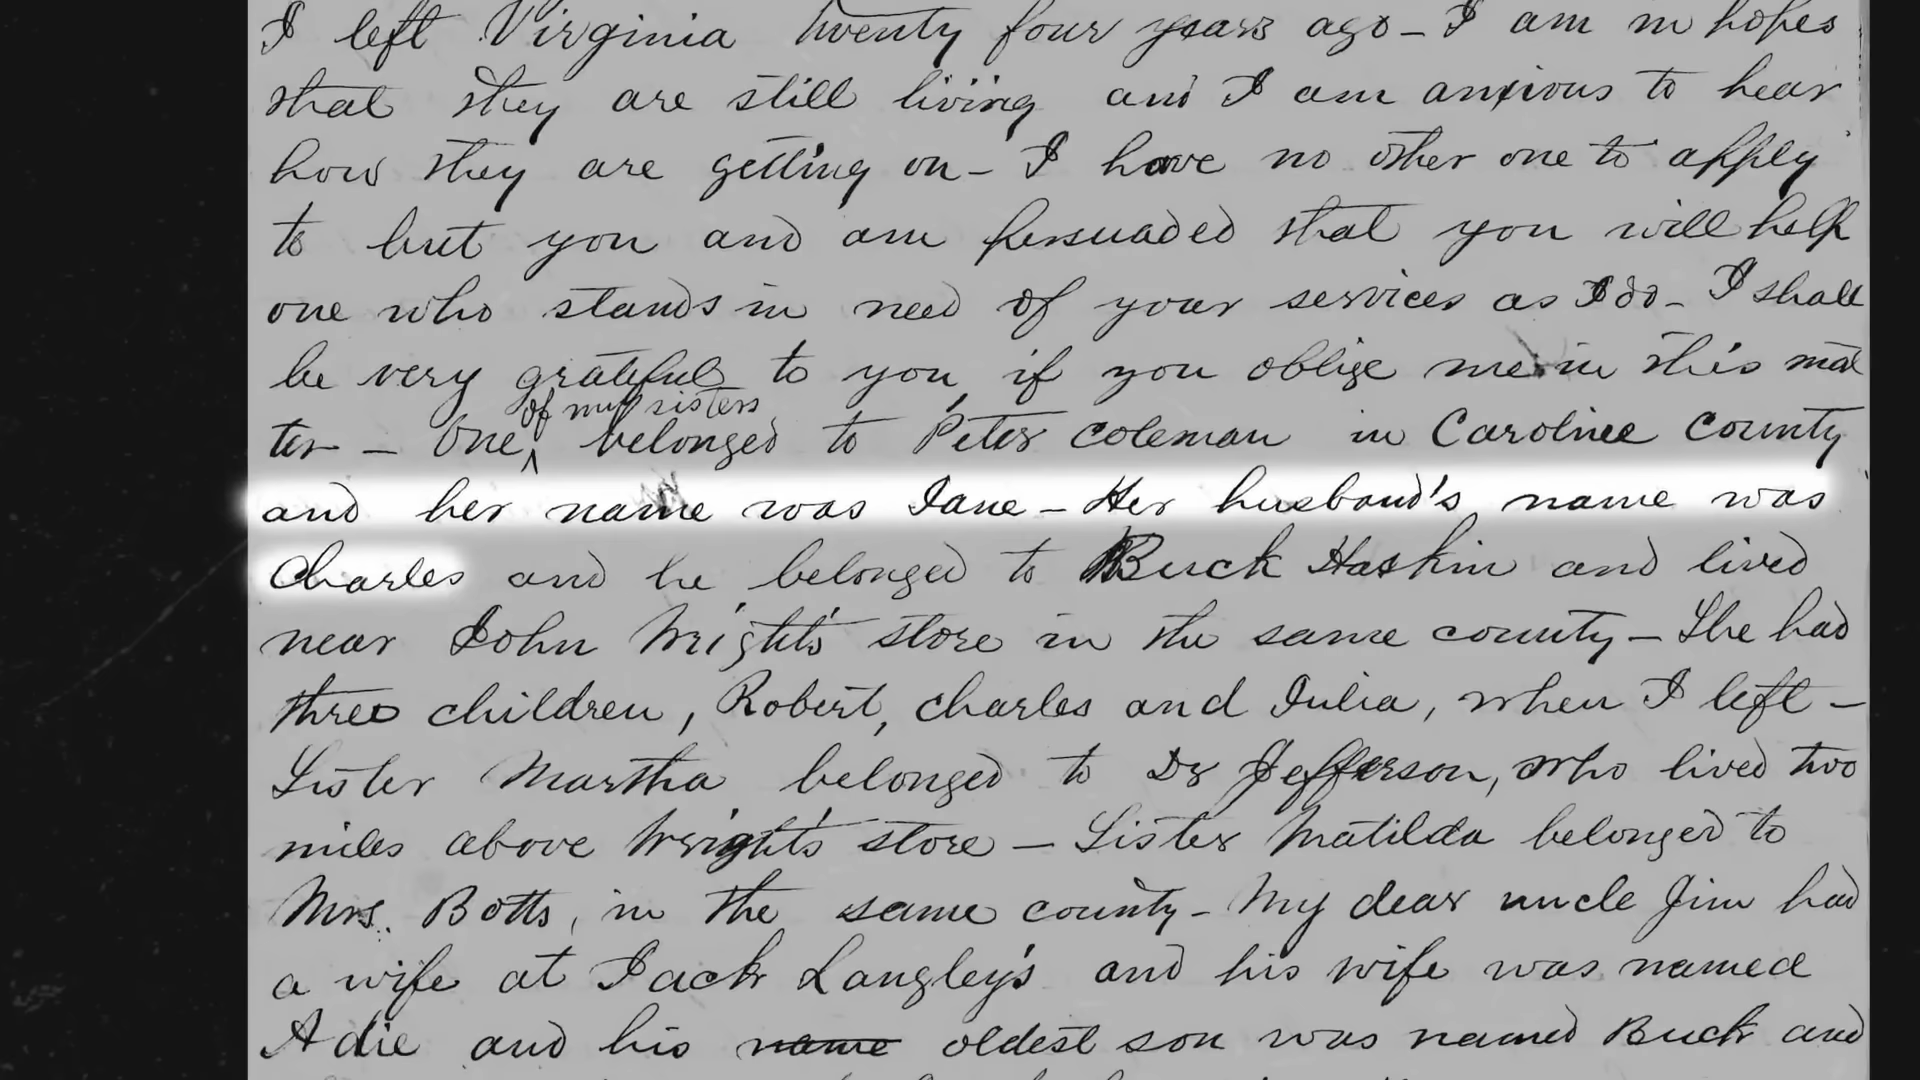 I left Virginia twenty four years ago - I am in hopes
that they are still living and I am anxious to hear
how they are getting on - I have no other one to apply
to but you and am persuaded that you will help
one who stands in need of your services as I do - I shall
be very grateful to you, if you oblige me in this mat
of my sisters
ter - One belonged to Peter Coleman in Caroline County
and her name was Jane - Her husband's name was
Charles and he belonged to Buck Haskin and lived
near John Wright's store in the same county - She had
three children, Robert, Charles and Julia, when I left -
Sister Martha belonged to Dr Jefferson, who lived two
miles above Wright's store - Sister Matilda belonged to
Mrs. Botts, in the same county - My dear uncle Jim had
a wife at Jack Langley's and his wife was named
Adie and his name oldest son was named Buck and